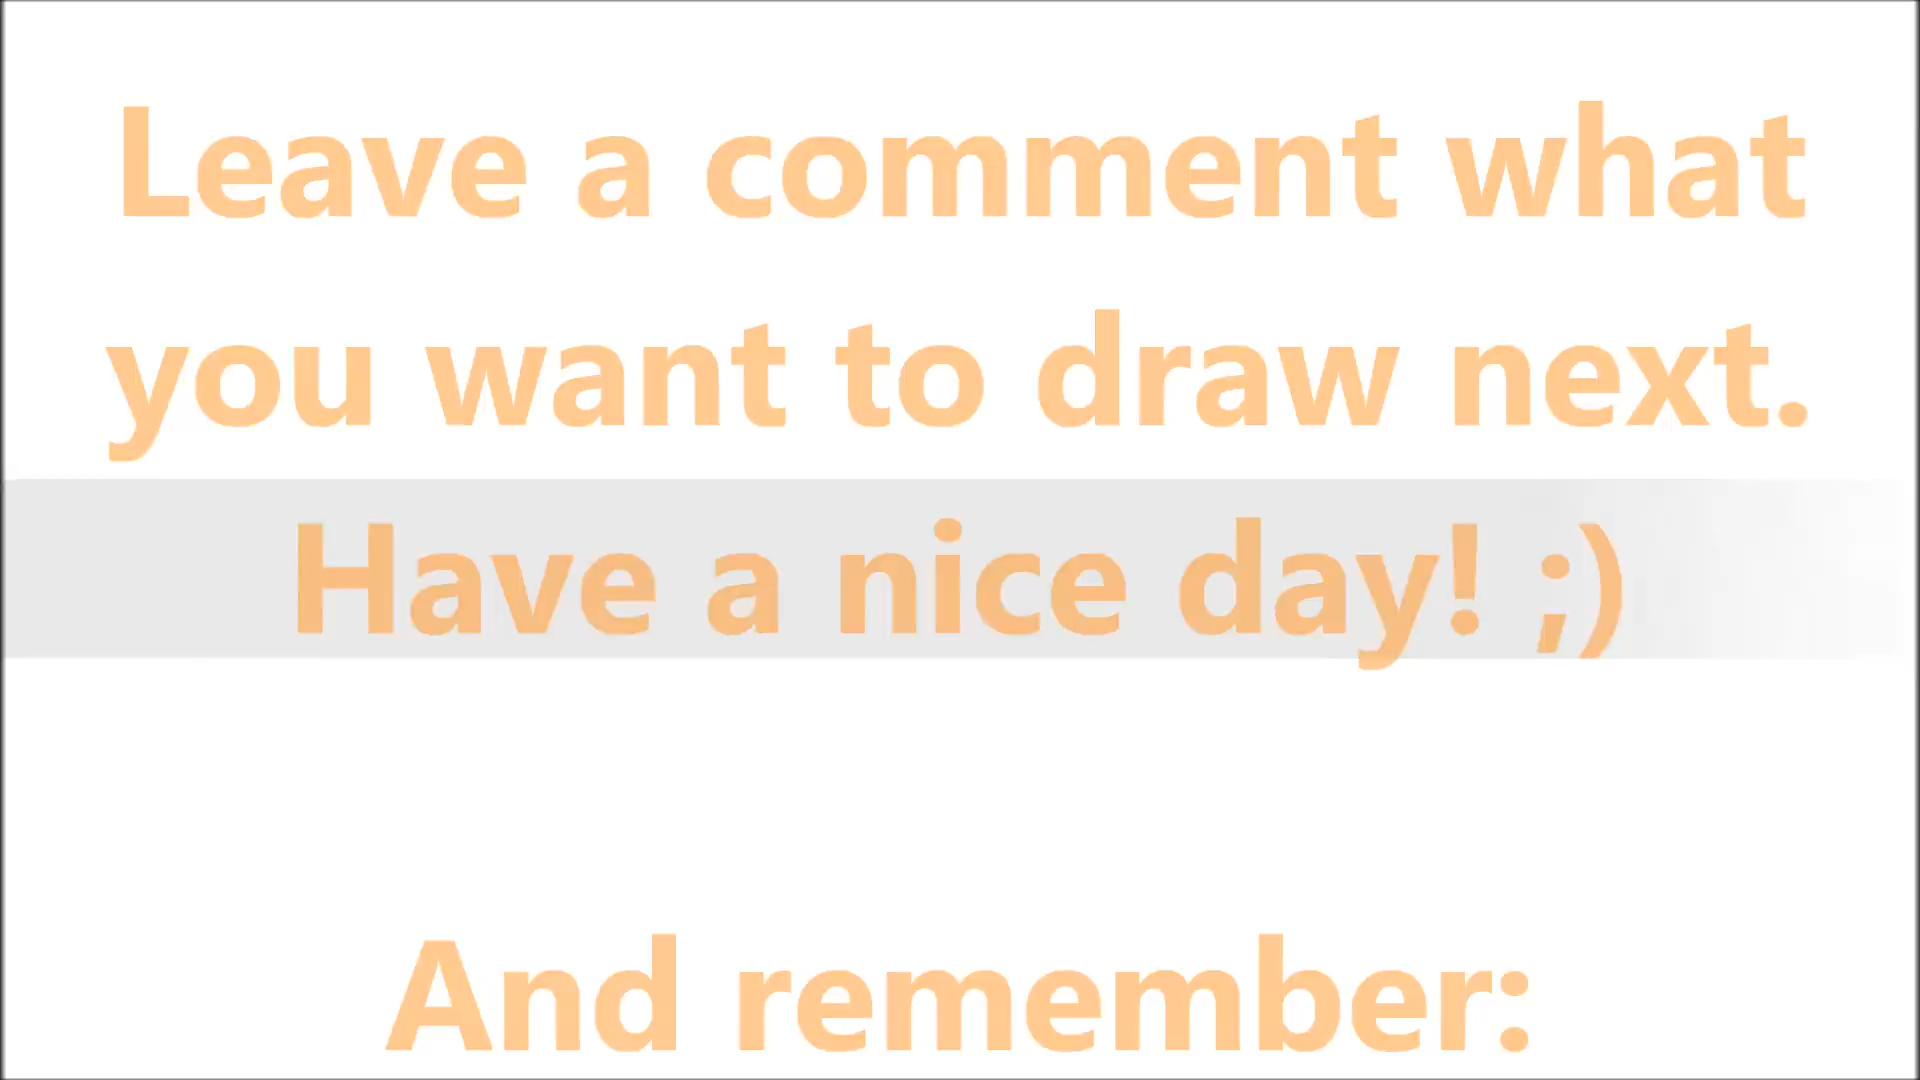 Leave a comment what
you want to draw next.
Have a nice day! ;)
And remember: